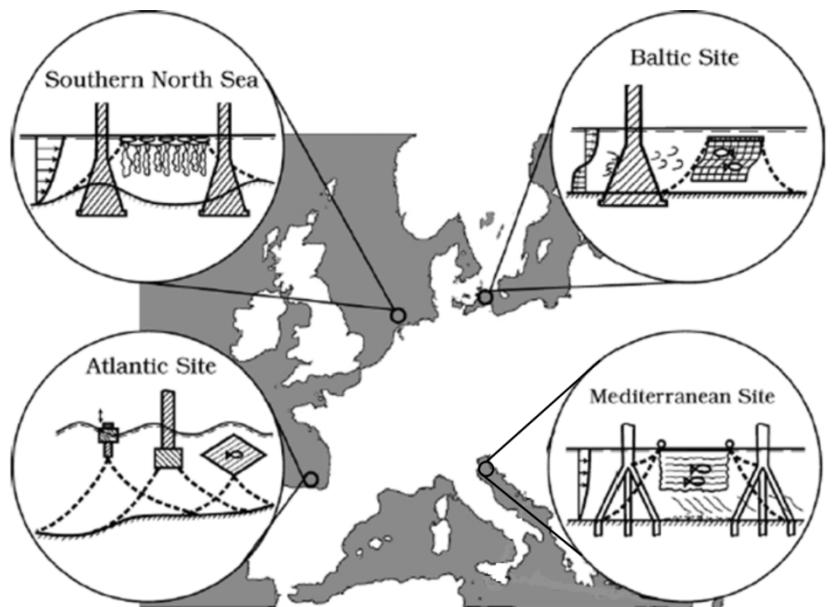 Southern North Sea
Baltic Site
Atlantic Site
Mediterranean Site